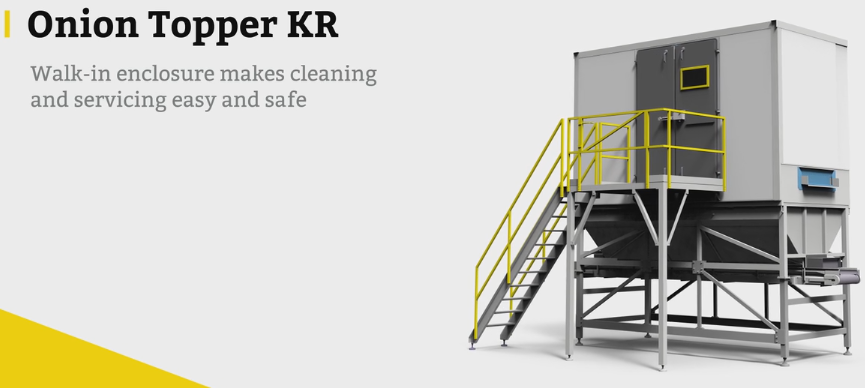 Onion Topper KR
Walk-in enclosure makes cleaning
and servicing easy and safe